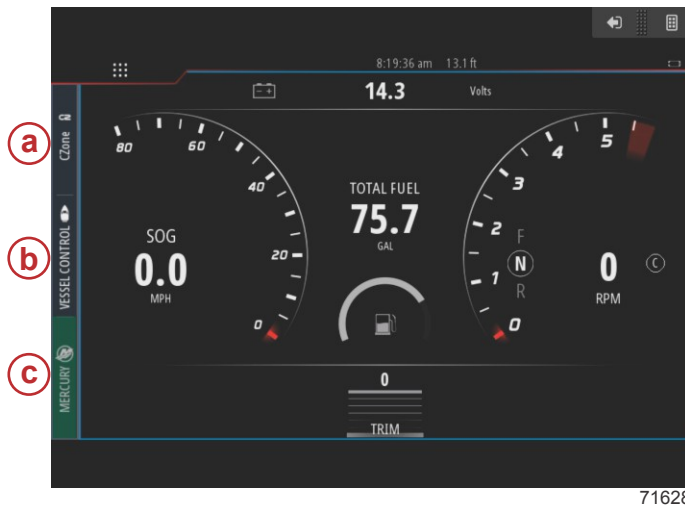 8:19:36 am 13.1 ft
14.3 Volts
a
CZone
b
VESSEL CONTROL
c
MERCURY
80
60
40
20
0
SOG
0.0
MPH
TOTAL FUEL
75.7
GAL
5
4
3
2
1
0
F
N
R
0
RPM
C
0
TRIM
71628